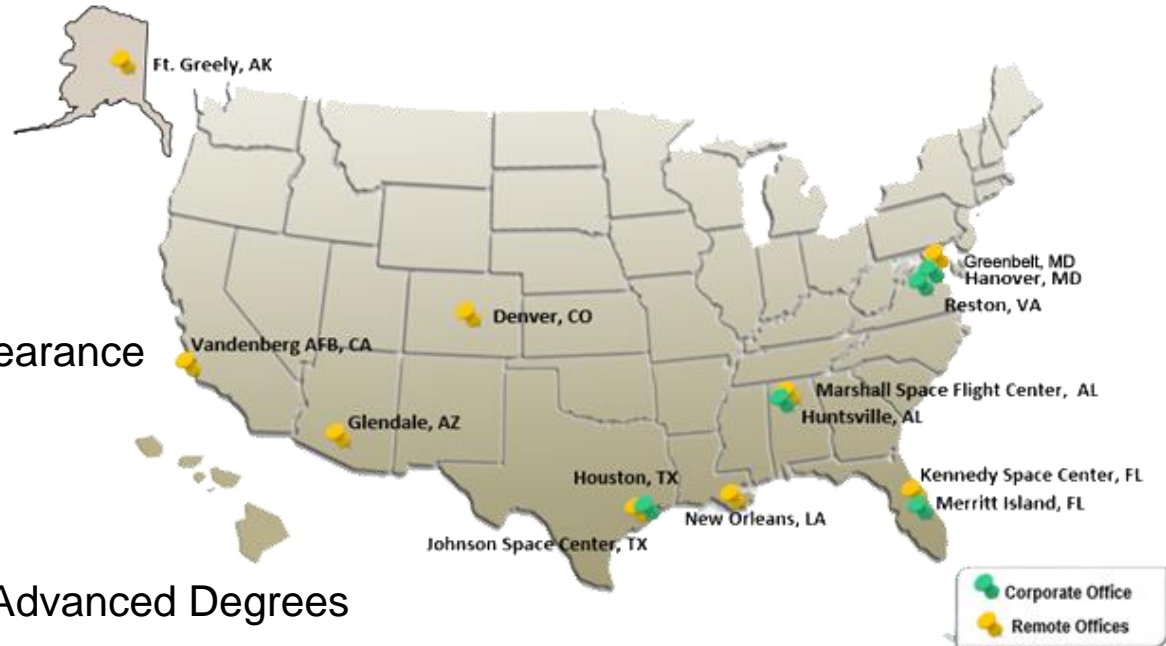 Ft. Greely, AK
Greenbelt, MD
Hanover, MD
Reston, VA
Denver, CO
earance
Vandenberg AFB, CA
Marshall Space Flight Center, AL
Huntsville, AL
Glendale, AZ
Houston, TX
Kennedy Space Center, FL
Merritt Island, FL
New Orleans, LA
Johnson Space Center, TX
Advanced Degrees
Corporate Office
Remote Offices